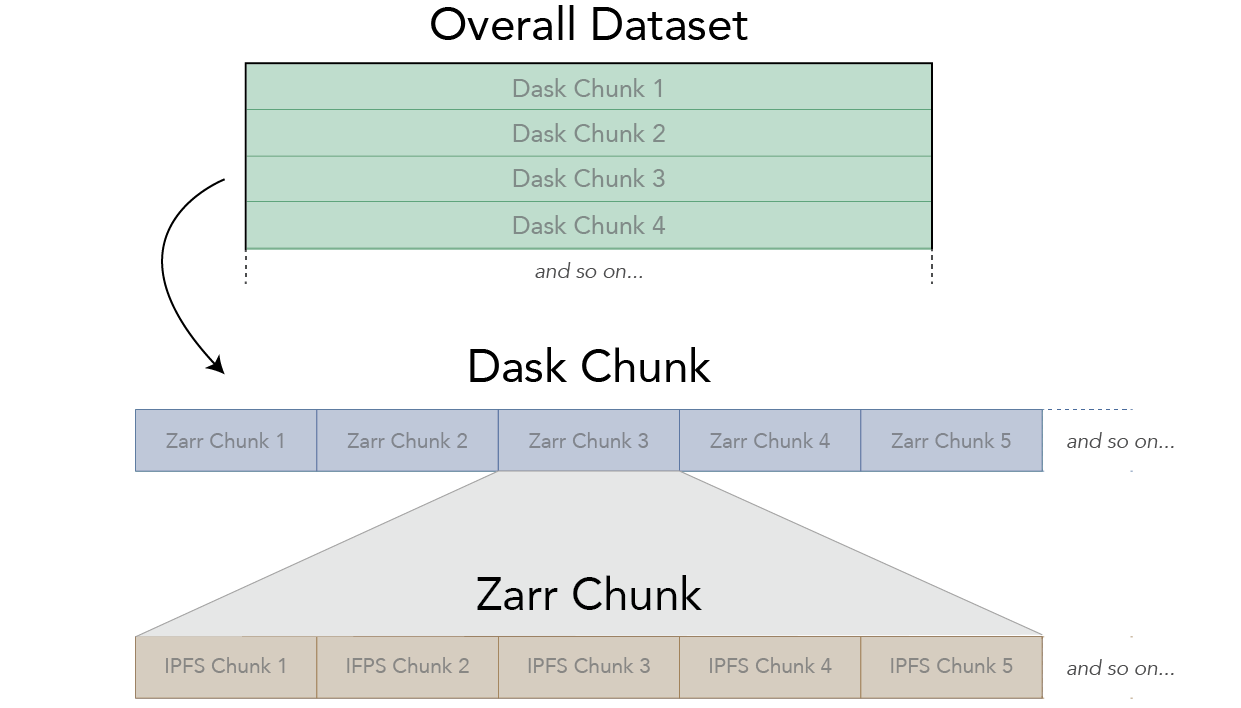 Overall Dataset
Dask Chunk 1
Dask Chunk 2
Dask Chunk 3
Dask Chunk 4
and so on...
Dask Chunk
Zarr Chunk 1 Zarr Chunk 2 Zarr Chunk 3 Zarr Chunk 4 Zarr Chunk 5 and so on...
Zarr Chunk
IPFS Chunk 1 IFPS Chunk 2 IPFS Chunk 3 IPFS Chunk 4 IPFS Chunk 5 and so on...